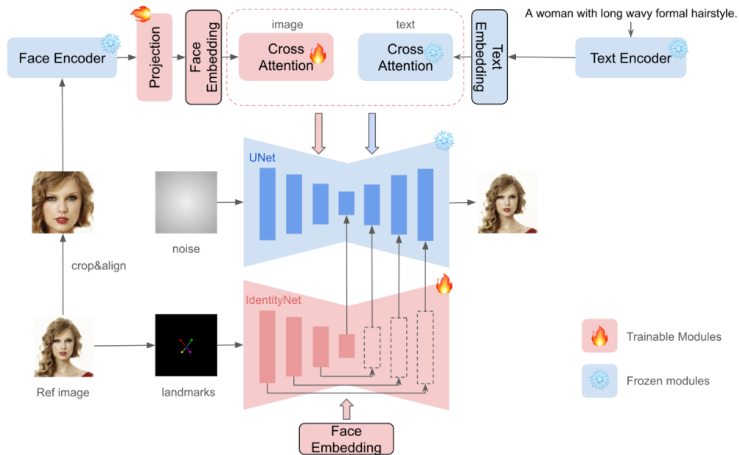 A woman with long wavy formal hairstyle.
image
text
Face Encoder
Projection
Face
Embedding
Cross
Attention
Cross
Attention
Text
Embedding
Text Encoder
UNet
noise
crop&align
IdentityNet
Ref image
landmarks
Face
Embedding
Trainable Modules
Frozen modules